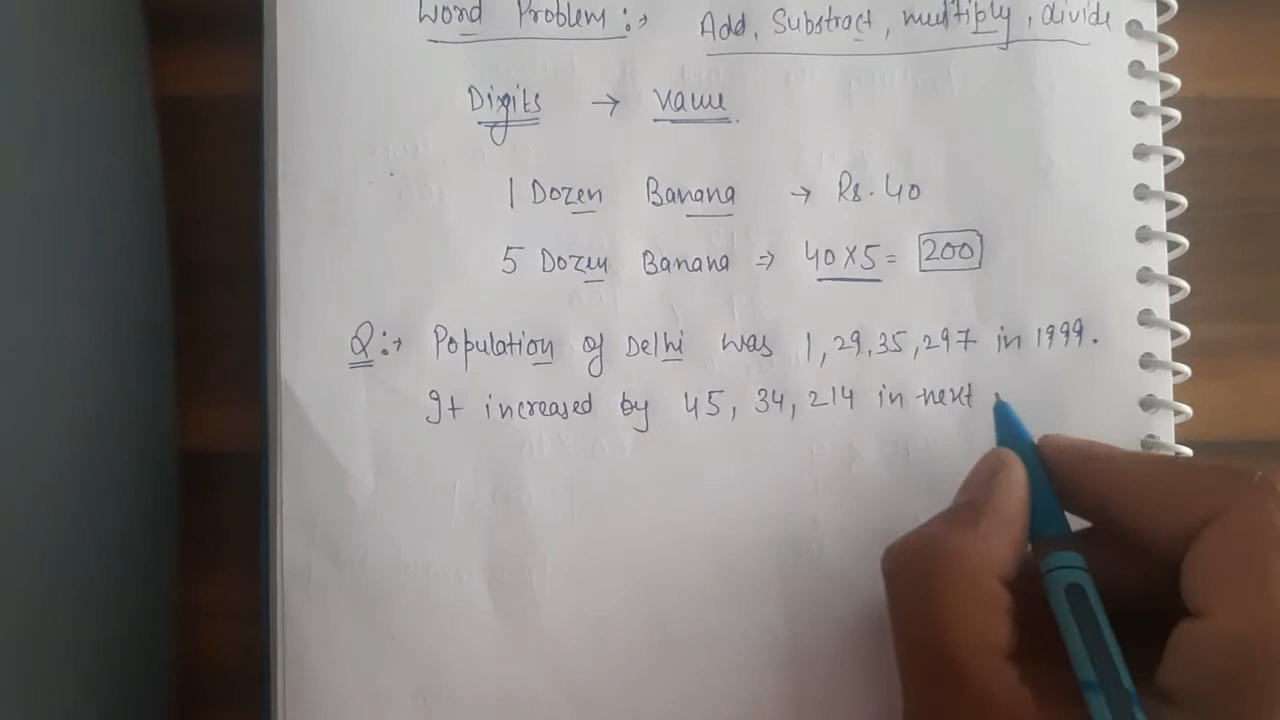 Word Problem :→ Add, Substract, multiply, divide
Digits → Value.
1 Dozen Banana → Rs. 40
5 Dozen Banana ⇒ 40 × 5 = 200
Q :→ Population of Delhi was 1,29,35,297 in 1999.
It increased by 45, 34, 214 in next